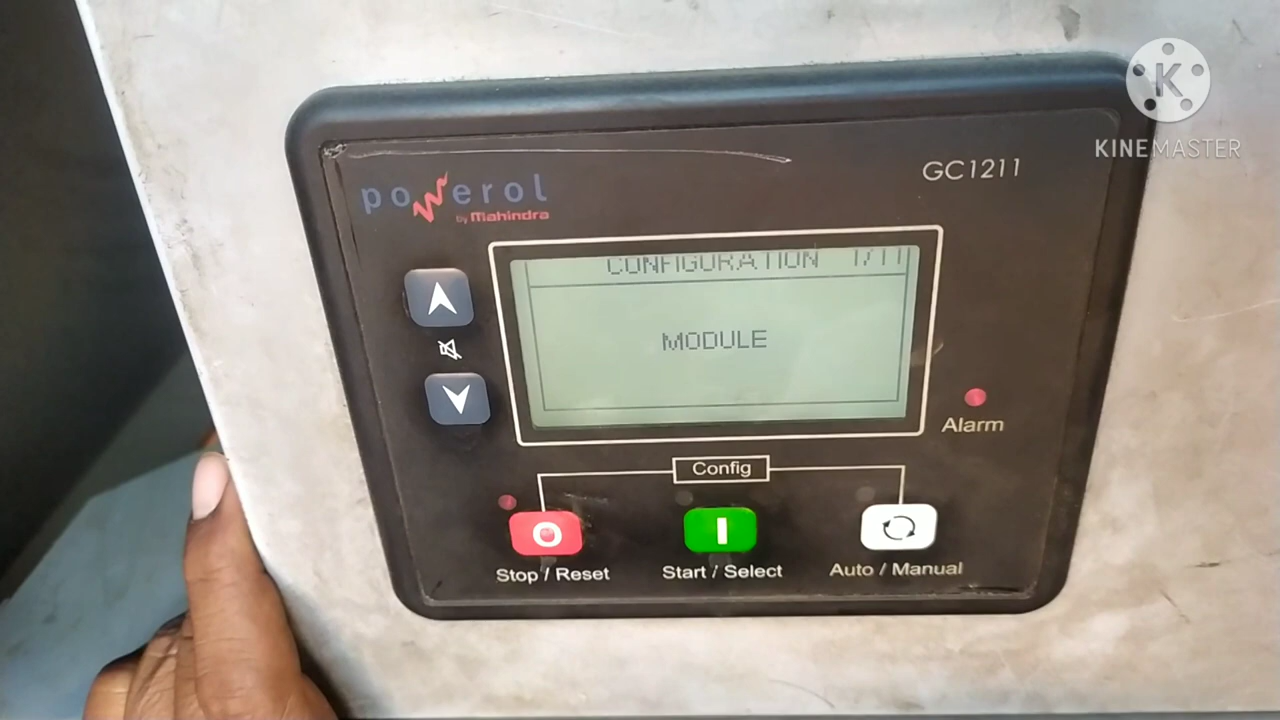 KINEMASTER
GC1211
powerol
by Mahindra
CONFIGURATION 1/11
MODULE
Alarm
Config
Stop / Reset
Start / Select
Auto / Manual